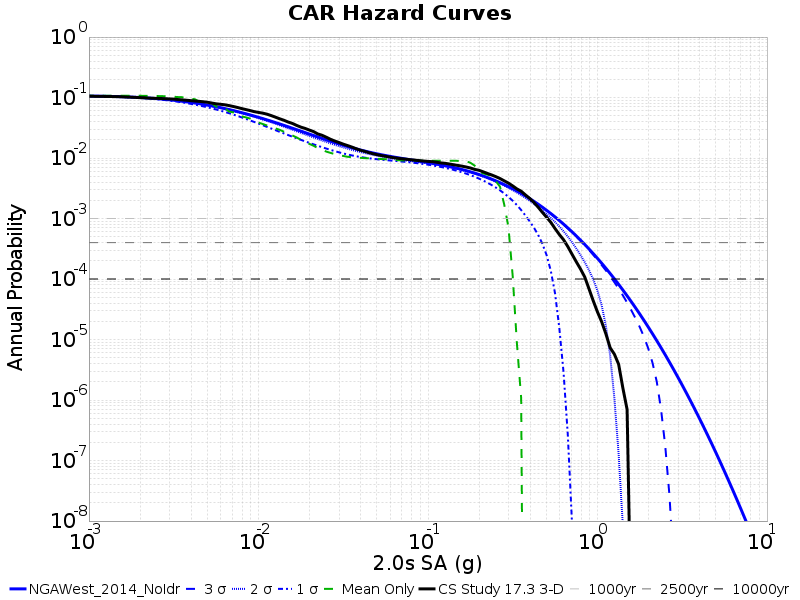 CAR Hazard Curves
Annual Probability
10^0
10^-1
10^-2
10^-3
10^-4
10^-5
10^-6
10^-7
10^-8
10^-3 10^-2 10^-1 10^0 10^1
2.0s SA (g)
NGAWest_2014_NoIdr 3 σ 2 σ 1 σ Mean Only CS Study 17.3 3-D 1000yr 2500yr 10000yr